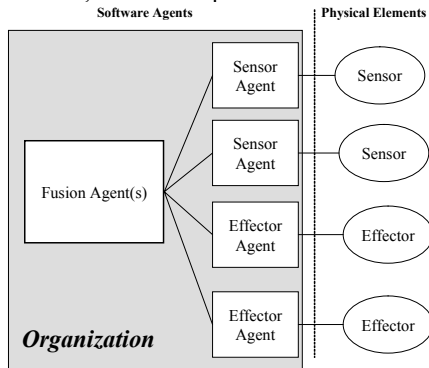 Software Agents
Physical Elements
Sensor
Agent
Sensor
Sensor
Agent
Sensor
Fusion Agent(s)
Effector
Agent
Effector
Effector
Agent
Effector
Organization